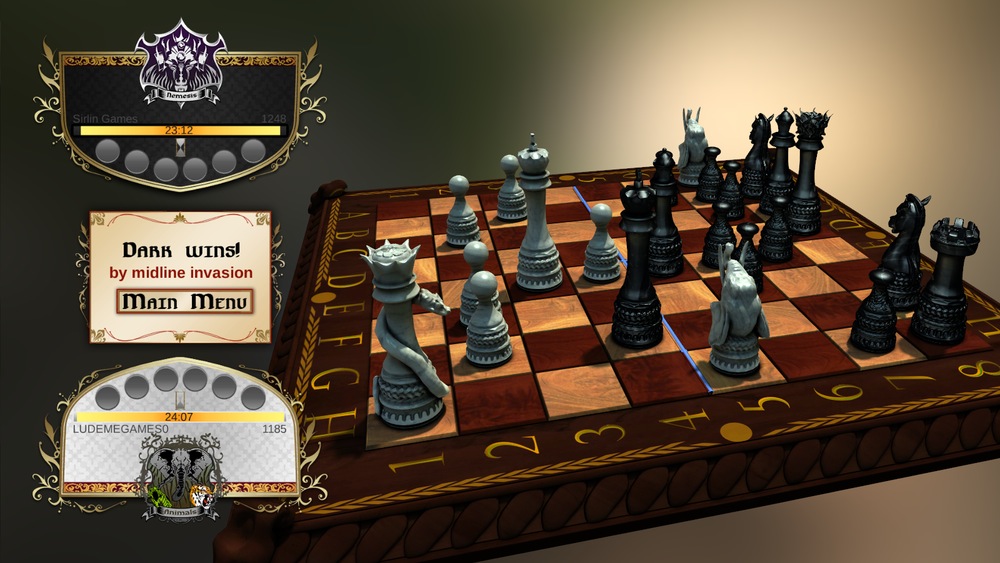 Nemesis
Sirlin Games 1248
23:12
Dark wins!
by midline invasion
Main Menu
24:07
LUDEMEGAMES0 1185
Animals
A
B
C
D
E
F
G
H
1 2 3 4 5 6 7 8